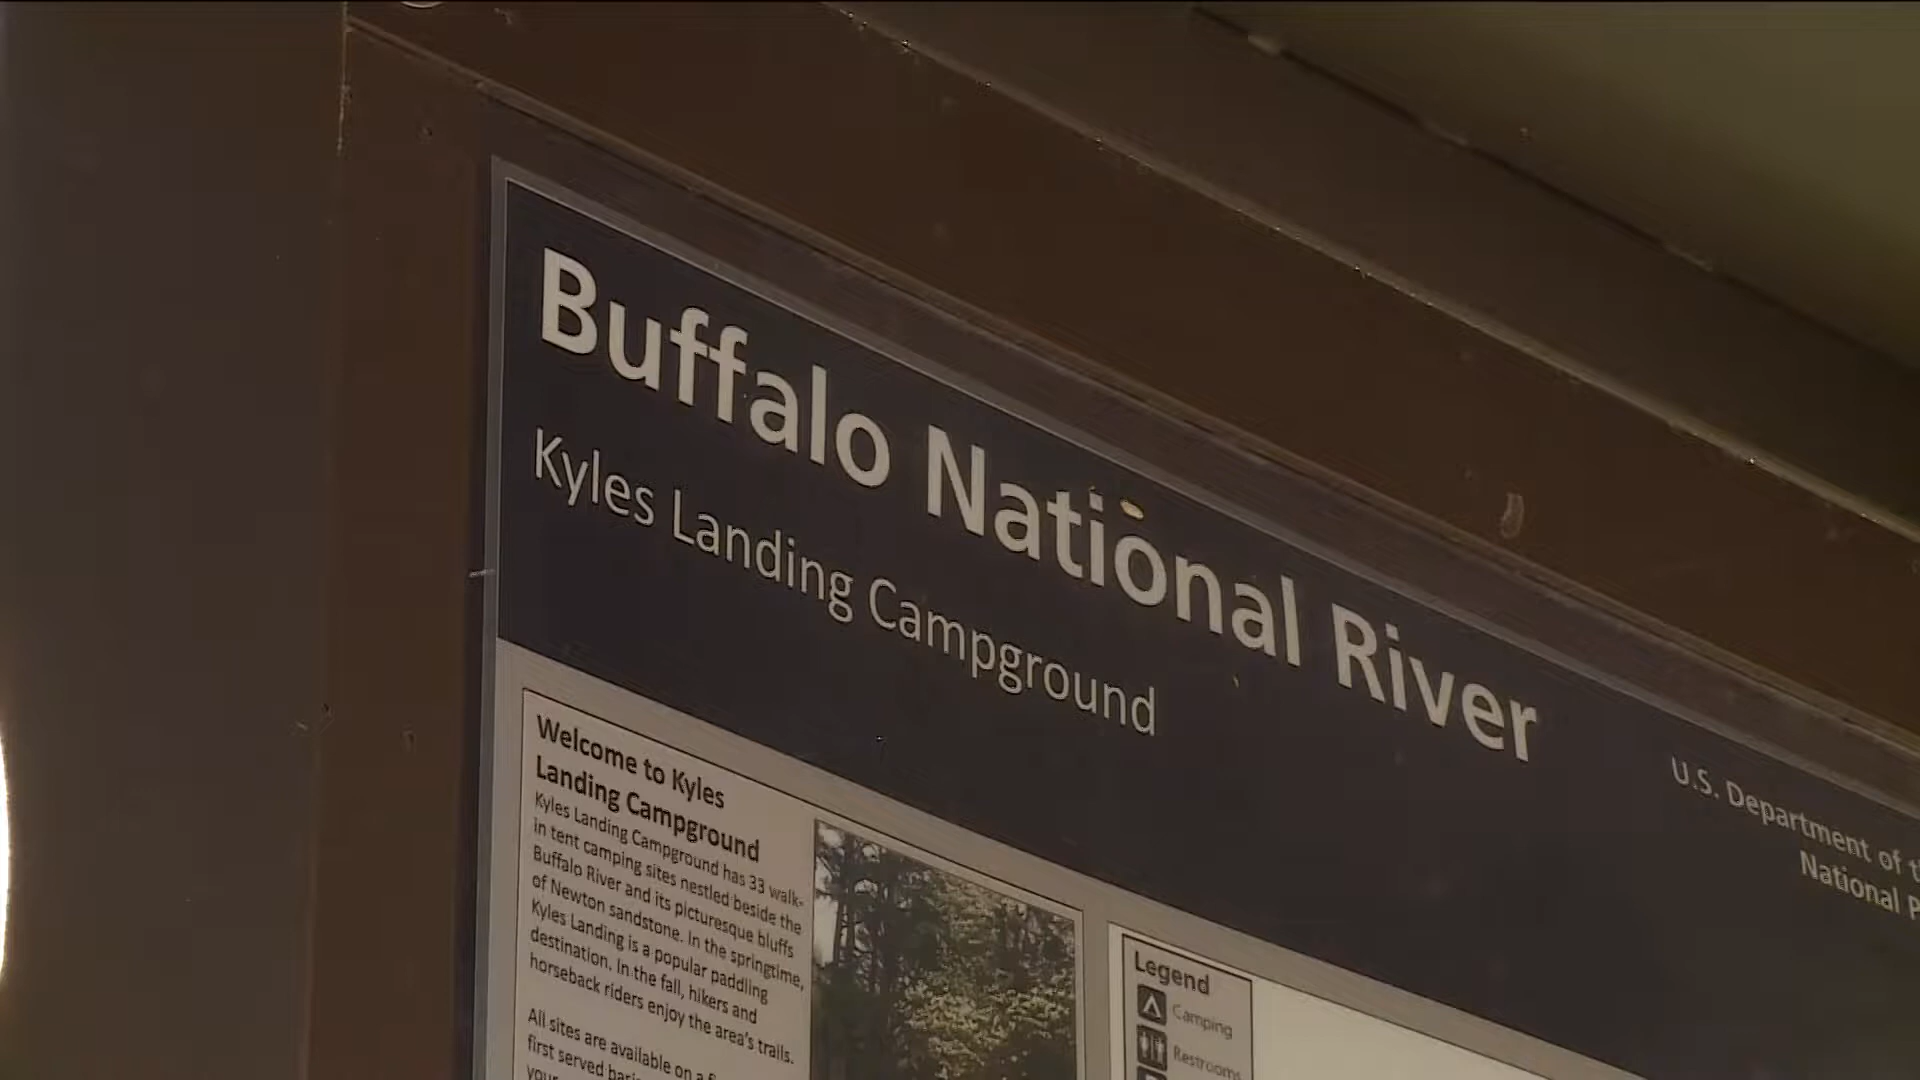 Buffalo National River
Kyles Landing Campground
U.S. Department of
National
Welcome to Kyles
Landing Campground
Kyles Landing Campground has 33 walk-
in tent camping sites nestled beside the
Buffalo River and its picturesque bluffs
of Newton sandstone. In the springtime,
Kyles Landing is a popular paddling
destination. In the fall, hikers and
horseback riders enjoy the area's trails.
All sites are available on a
first served
your
Legend
Camping
Restrooms